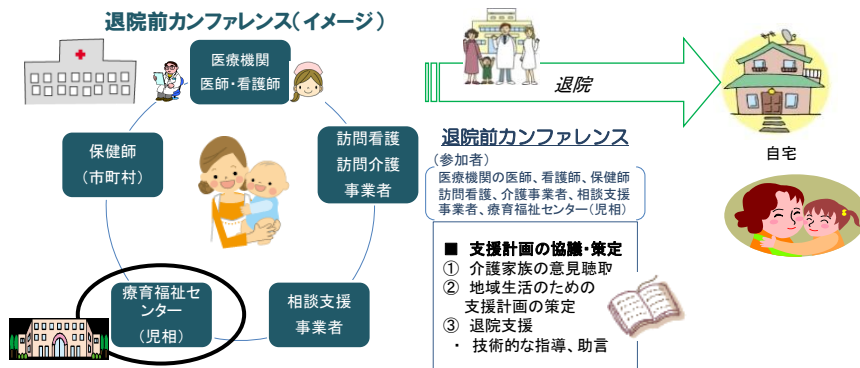 退院前カンファレンス(イメージ)
医療機関
医師・看護師
保健師
(市町村)
訪問看護
訪問介護
事業者
療育福祉セ
ンター
(児相)
相談支援
事業者
退院
自宅
退院前カンファレンス
(参加者)
医療機関の医師、看護師、保健師
訪問看護、介護事業者、相談支援
事業者、療育福祉センター(児相)
■ 支援計画の協議・策定
① 介護家族の意見聴取
② 地域生活のための
支援計画の策定
③ 退院支援
・ 技術的な指導、助言